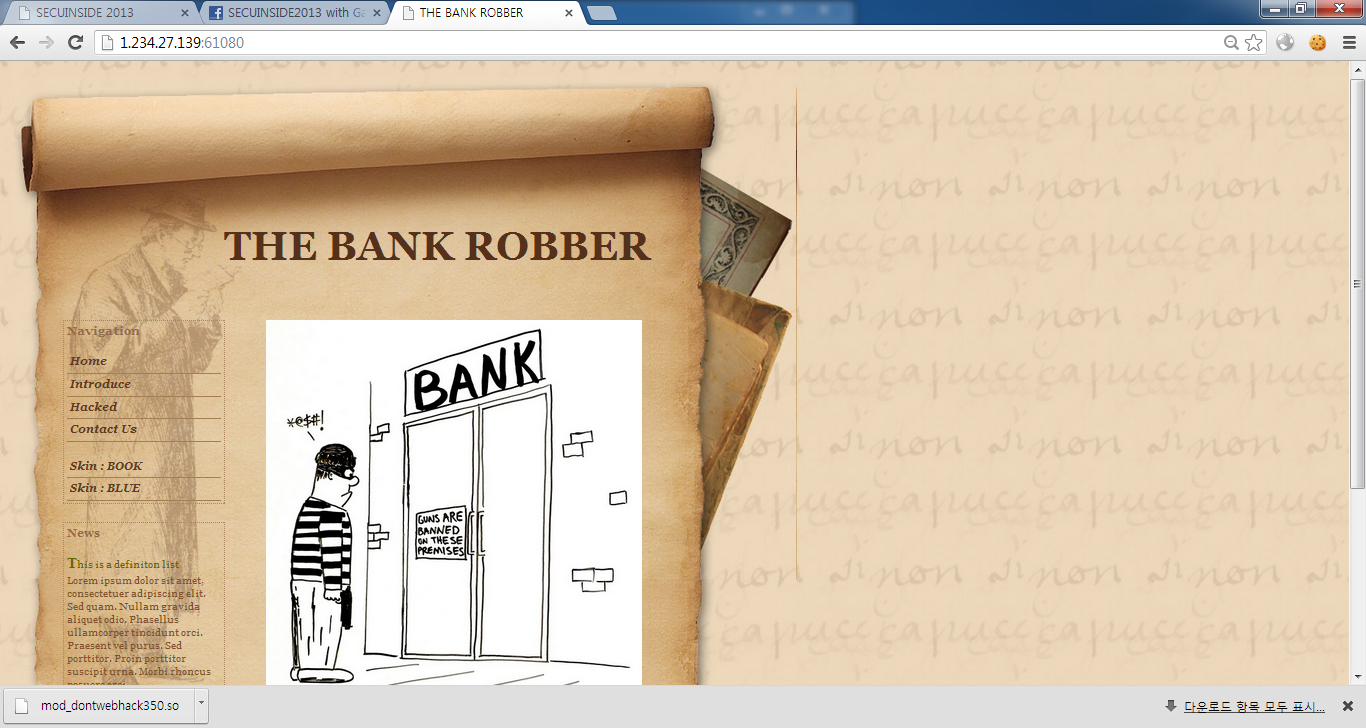 SECUINSIDE 2013
SECUINSIDE2013 with Ga
THE BANK ROBBER
1.234.27.139:61080
THE BANK ROBBER
Navigation
Home
Introduce
Hacked
Contact Us
Skin : BOOK
Skin : BLUE
News
This is a definiton list
Lorem ipsum dolor sit amet,
consectetuer adipiscing elit.
Sed quam. Nullam gravida
aliquet odio. Phasellus
ullamcorper tincidunt orci.
Praesent vel purus. Sed
porttitor. Proin porttitor
suscipit urna. Morbi rhoncus
posuere orci.
BANK
*@$#!
GUNS ARE
BANNED
ON THESE
PREMISES
mod_dontwebhack350.so
다운로드 항목 모두 표시...